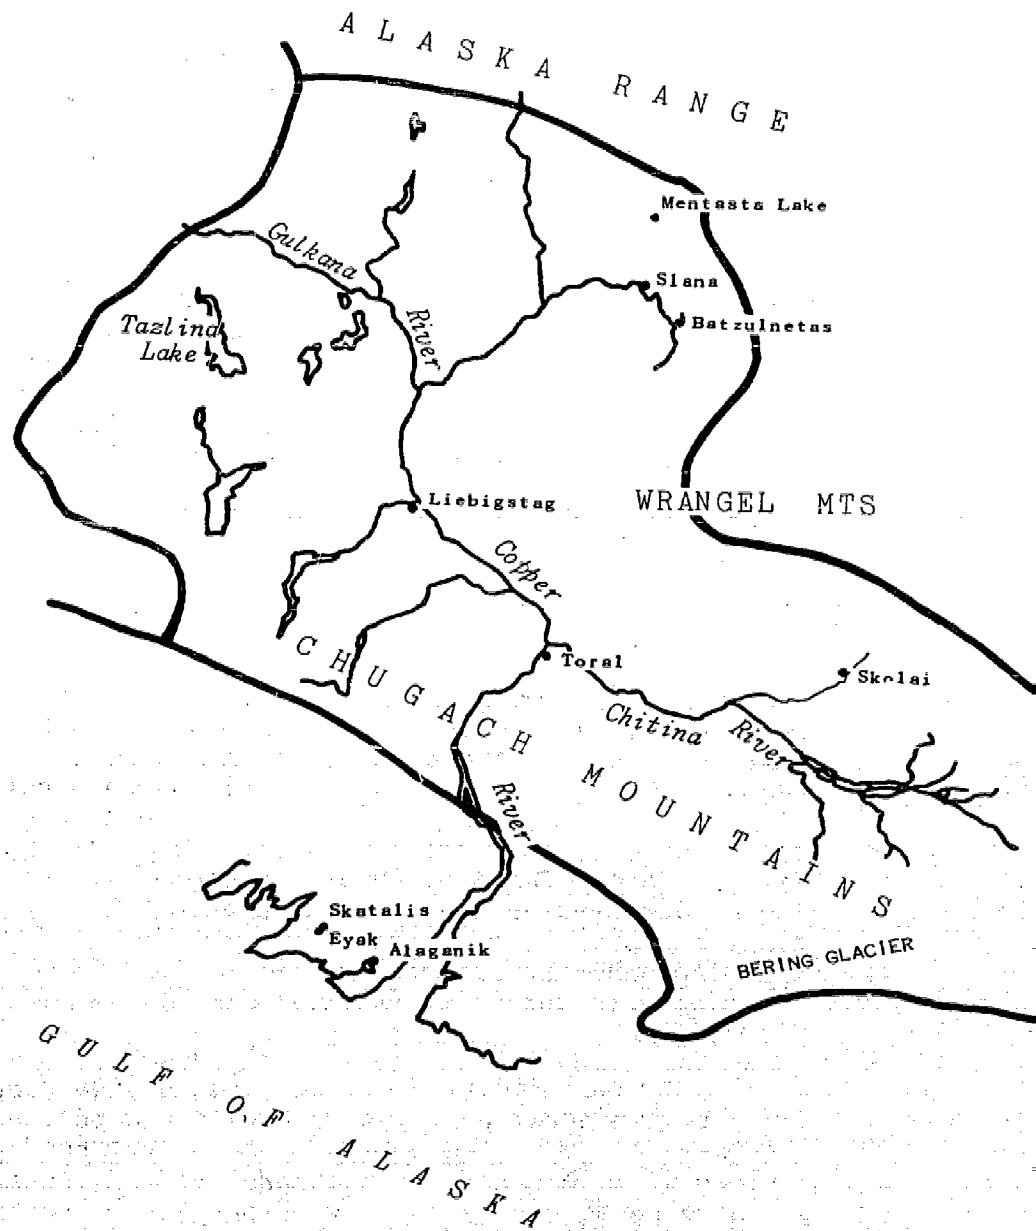 ALASKA RANGE
Mentasta Lake
Gulkana River
Slana
Batzulnetas
Tazlina
Lake
Liebigstag
WRANGEL MTS
Copper River
Toral
Skolai
CHUGACH MOUNTAINS
Chitina River
Skatalis
Eyak
Alaganik
BERING GLACIER
GULF OF ALASKA